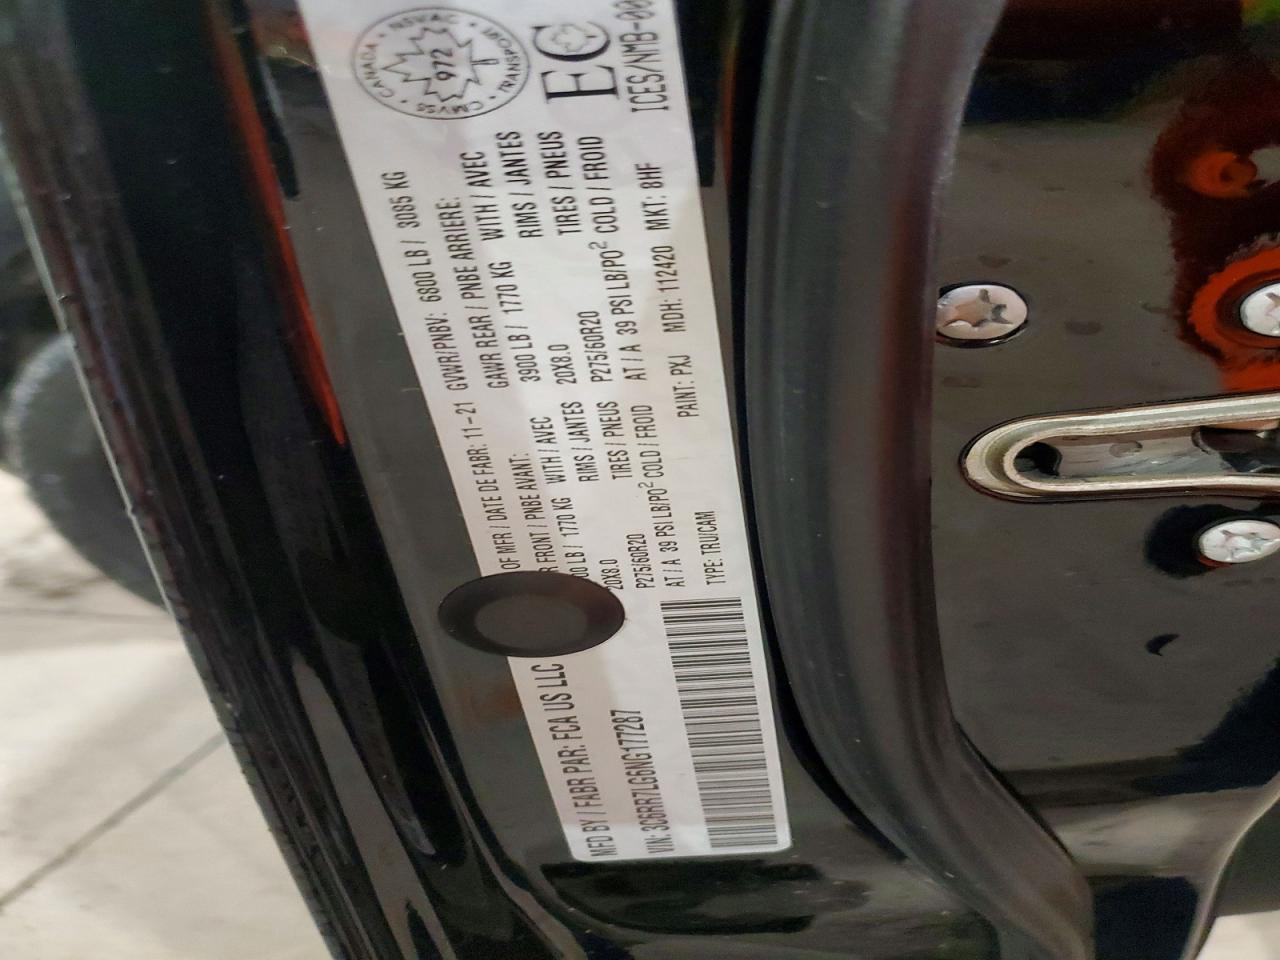 MFD BY / FABR PAR: FCA US LLC
OF MFR / DATE DE FABR: 11-21 GVWR/PNBV: 6800 LB / 3085 KG
FRONT / PNBE AVANT: GAWR REAR / PNBE ARRIERE:
LB / 1770 KG WITH / AVEC 3900 LB / 1770 KG WITH / AVEC
20X8.0 RIMS / JANTES 20X8.0 RIMS / JANTES
P275/60R20 TIRES / PNEUS P275/60R20 TIRES / PNEUS
AT / A 39 PSI LB/PO² COLD / FROID AT / A 39 PSI LB/PO² COLD / FROID
VIN: 3C6RR7LG6NG177287
TYPE: TRU/CAM PAINT: PXJ MDH: 112420 MKT: 8HF
CANADA • NSVAC • TRANSPORT • CMVSS
972
EC
ICES/NMB-00